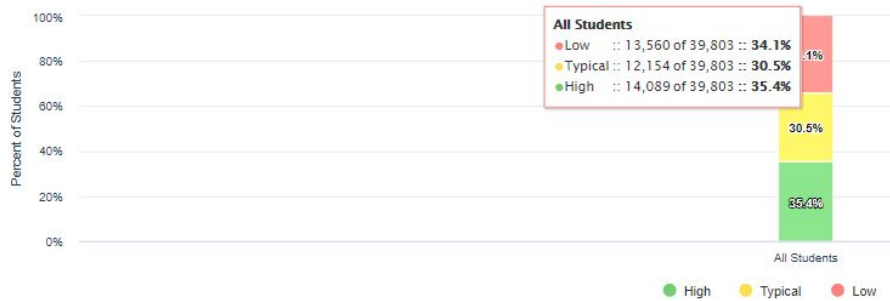 100%
80%
60%
40%
20%
0%
Percent of Students
All Students
Low :: 13,560 of 39,803 :: 34.1%
Typical :: 12,154 of 39,803 :: 30.5%
High :: 14,089 of 39,803 :: 35.4%
.1%
30.5%
35.4%
All Students
High Typical Low